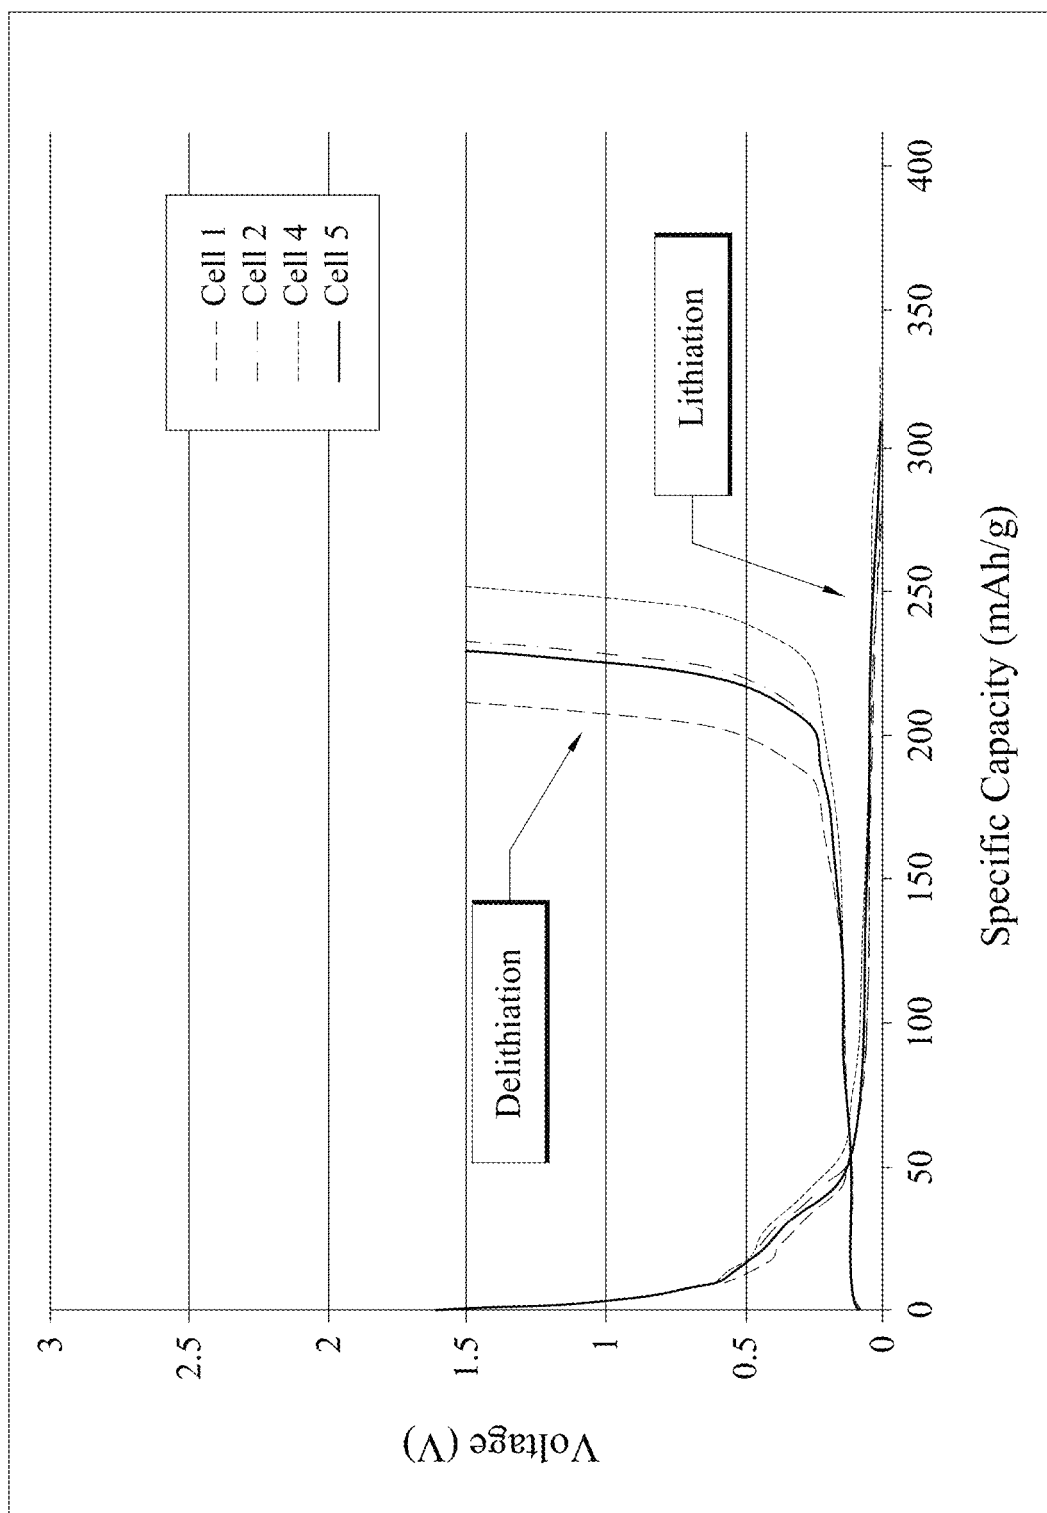 3
2.5
2
1.5
1
0.5
0
Voltage (V)
Cell 1
Cell 2
Cell 4
Cell 5
Delithiation
Lithiation
0
50
100
150
200
250
300
350
400
Specific Capacity (mAh/g)